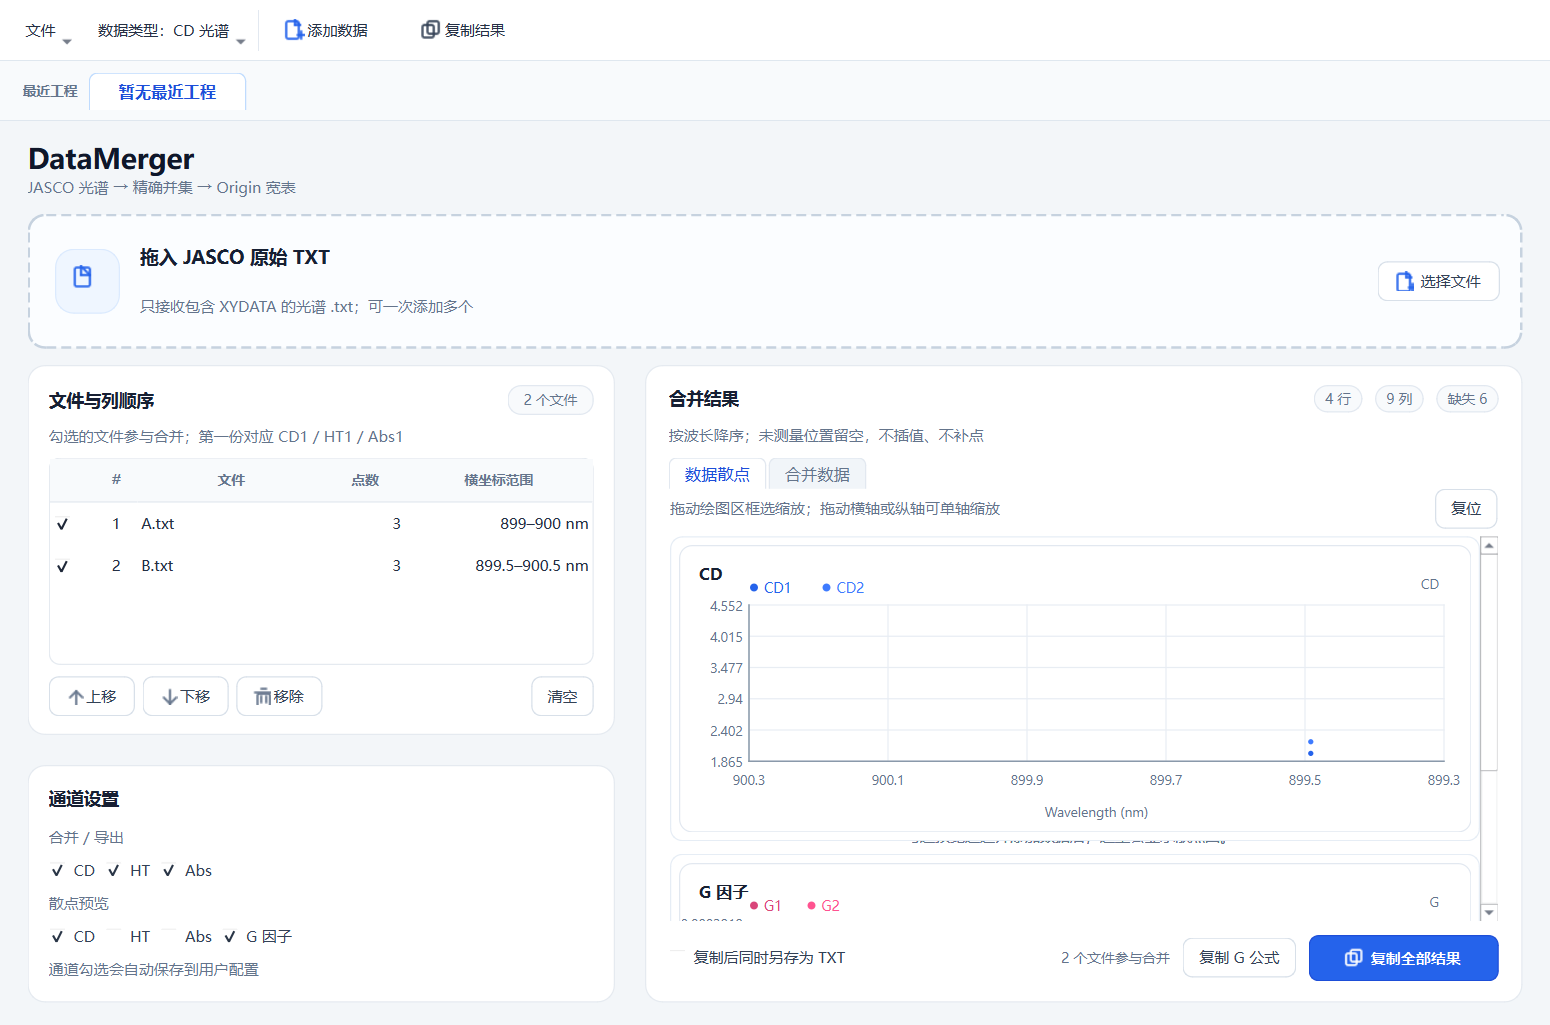 文件 数据类型：CD 光谱 添加数据 复制结果
最近工程 暂无最近工程
DataMerger
JASCO 光谱 → 精确并集 → Origin 宽表
拖入 JASCO 原始 TXT
只接收包含 XYDATA 的光谱 .txt；可一次添加多个
选择文件
文件与列顺序 2 个文件
勾选的文件参与合并；第一份对应 CD1 / HT1 / Abs1
# 文件 点数 横坐标范围
1 A.txt 3 899–900 nm
2 B.txt 3 899.5–900.5 nm
上移 下移 移除 清空
通道设置
合并 / 导出
CD HT Abs
散点预览
CD HT Abs G 因子
通道勾选会自动保存到用户配置
合并结果 4 行 9 列 缺失 6
按波长降序；未测量位置留空，不插值、不补点
数据散点 合并数据
拖动绘图区框选缩放；拖动横轴或纵轴可单轴缩放 复位
CD CD1 CD2 CD
4.552
4.015
3.477
2.94
2.402
1.865
900.3 900.1 899.9 899.7 899.5 899.3
Wavelength (nm)
G 因子 G1 G2 G
复制后同时另存为 TXT 2 个文件参与合并 复制 G 公式 复制全部结果